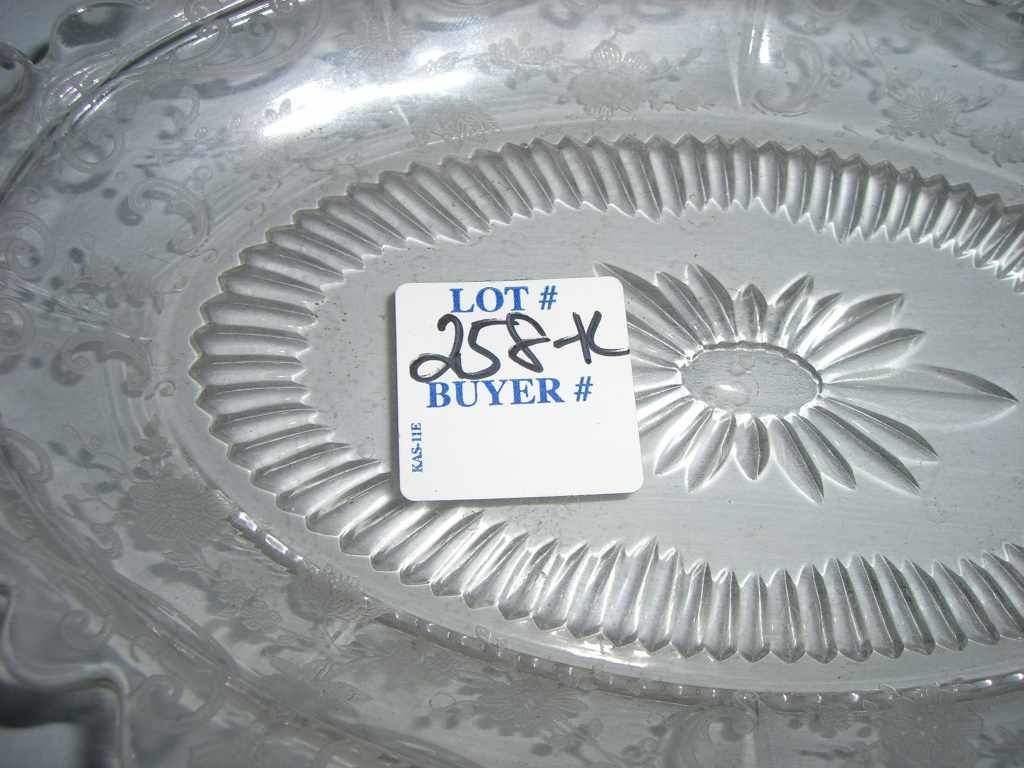 LOT #
258-K
BUYER #
KAS-11E